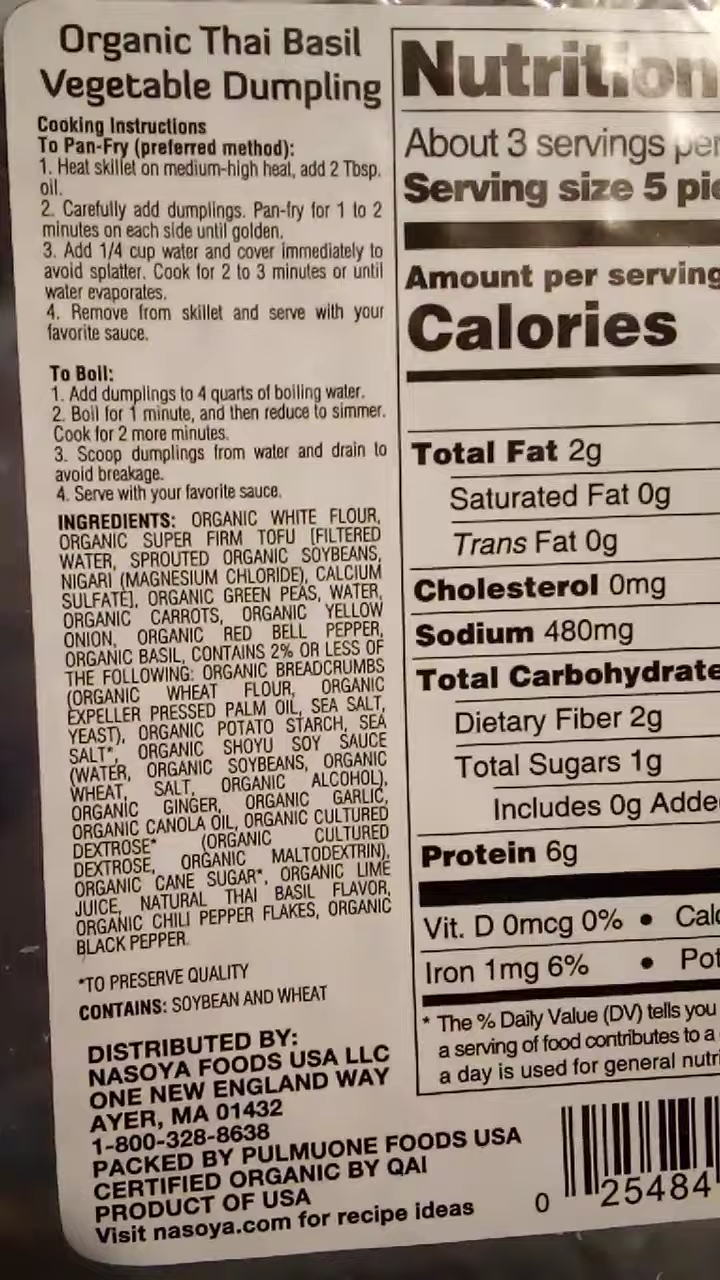 Organic Thai Basil
Vegetable Dumpling
Cooking Instructions
To Pan-Fry (preferred method):
1. Heat skillet on medium-high heat, add 2 Tbsp.
oil.
2. Carefully add dumplings. Pan-fry for 1 to 2
minutes on each side until golden.
3. Add 1/4 cup water and cover immediately to
avoid splatter. Cook for 2 to 3 minutes or until
water evaporates.
4. Remove from skillet and serve with your
favorite sauce.
To Boil:
1. Add dumplings to 4 quarts of boiling water.
2. Boil for 1 minute, and then reduce to simmer.
Cook for 2 more minutes.
3. Scoop dumplings from water and drain to
avoid breakage.
4. Serve with your favorite sauce.
INGREDIENTS: ORGANIC WHITE FLOUR,
ORGANIC SUPER FIRM TOFU [FILTERED
WATER, SPROUTED ORGANIC SOYBEANS,
NIGARI (MAGNESIUM CHLORIDE), CALCIUM
SULFATE], ORGANIC GREEN PEAS, WATER,
ORGANIC CARROTS, ORGANIC YELLOW
ONION, ORGANIC RED BELL PEPPER,
ORGANIC BASIL, CONTAINS 2% OR LESS OF
THE FOLLOWING: ORGANIC BREADCRUMBS
(ORGANIC WHEAT FLOUR, ORGANIC
EXPELLER PRESSED PALM OIL, SEA SALT,
YEAST), ORGANIC POTATO STARCH, SEA
SALT*, ORGANIC SHOYU SOY SAUCE
(WATER, ORGANIC SOYBEANS, ORGANIC
WHEAT, SALT, ORGANIC ALCOHOL),
ORGANIC GINGER, ORGANIC GARLIC,
ORGANIC CANOLA OIL, ORGANIC CULTURED
DEXTROSE* (ORGANIC CULTURED
DEXTROSE, ORGANIC MALTODEXTRIN),
ORGANIC CANE SUGAR*, ORGANIC LIME
JUICE, NATURAL THAI BASIL FLAVOR,
ORGANIC CHILI PEPPER FLAKES, ORGANIC
BLACK PEPPER.
*TO PRESERVE QUALITY
CONTAINS: SOYBEAN AND WHEAT
DISTRIBUTED BY:
NASOYA FOODS USA LLC
ONE NEW ENGLAND WAY
AYER, MA 01432
1-800-328-8638
PACKED BY PULMUONE FOODS USA
CERTIFIED ORGANIC BY QAI
PRODUCT OF USA
Visit nasoya.com for recipe ideas
Nutrition
About 3 servings per
Serving size 5 pie
Amount per serving
Calories
Total Fat 2g
Saturated Fat 0g
Trans Fat 0g
Cholesterol 0mg
Sodium 480mg
Total Carbohydrate
Dietary Fiber 2g
Total Sugars 1g
Includes 0g Adde
Protein 6g
Vit. D 0mcg 0% • Calc
Iron 1mg 6% • Pot
* The % Daily Value (DV) tells you
a serving of food contributes to a
a day is used for general nutri
0 25484